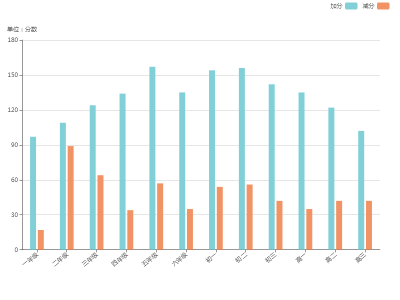 加分 减分
单位：分数
180
150
120
90
60
30
0
一年级 二年级 三年级 四年级 五年级 六年级 初一 初二 初三 高一 高二 高三